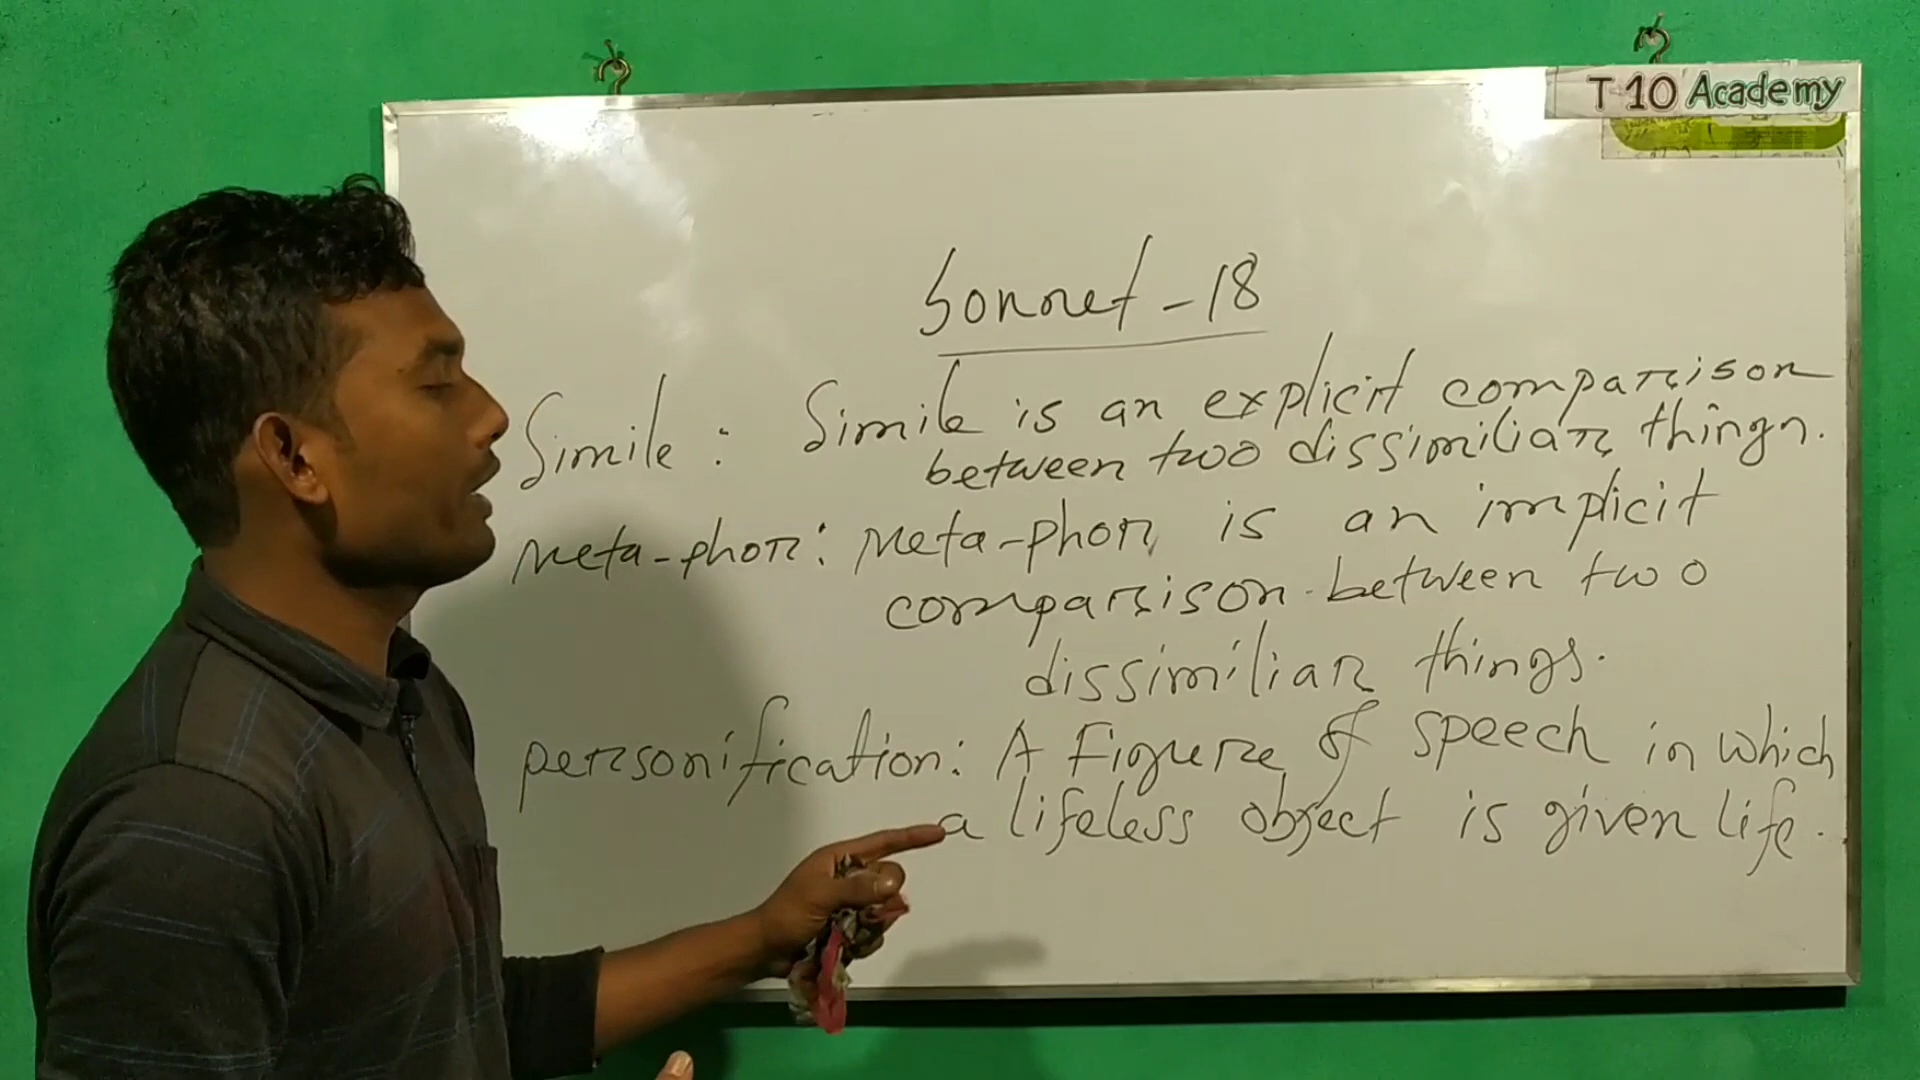 T 10 Academy
Sonnet - 18
Simile : Simile is an explicit comparison
between two dissimiliar things.
Meta-phor : Meta-phor is an implicit
comparison between two
dissimiliar things.
personification : A Figure of speech in which
a lifeless object is given life.